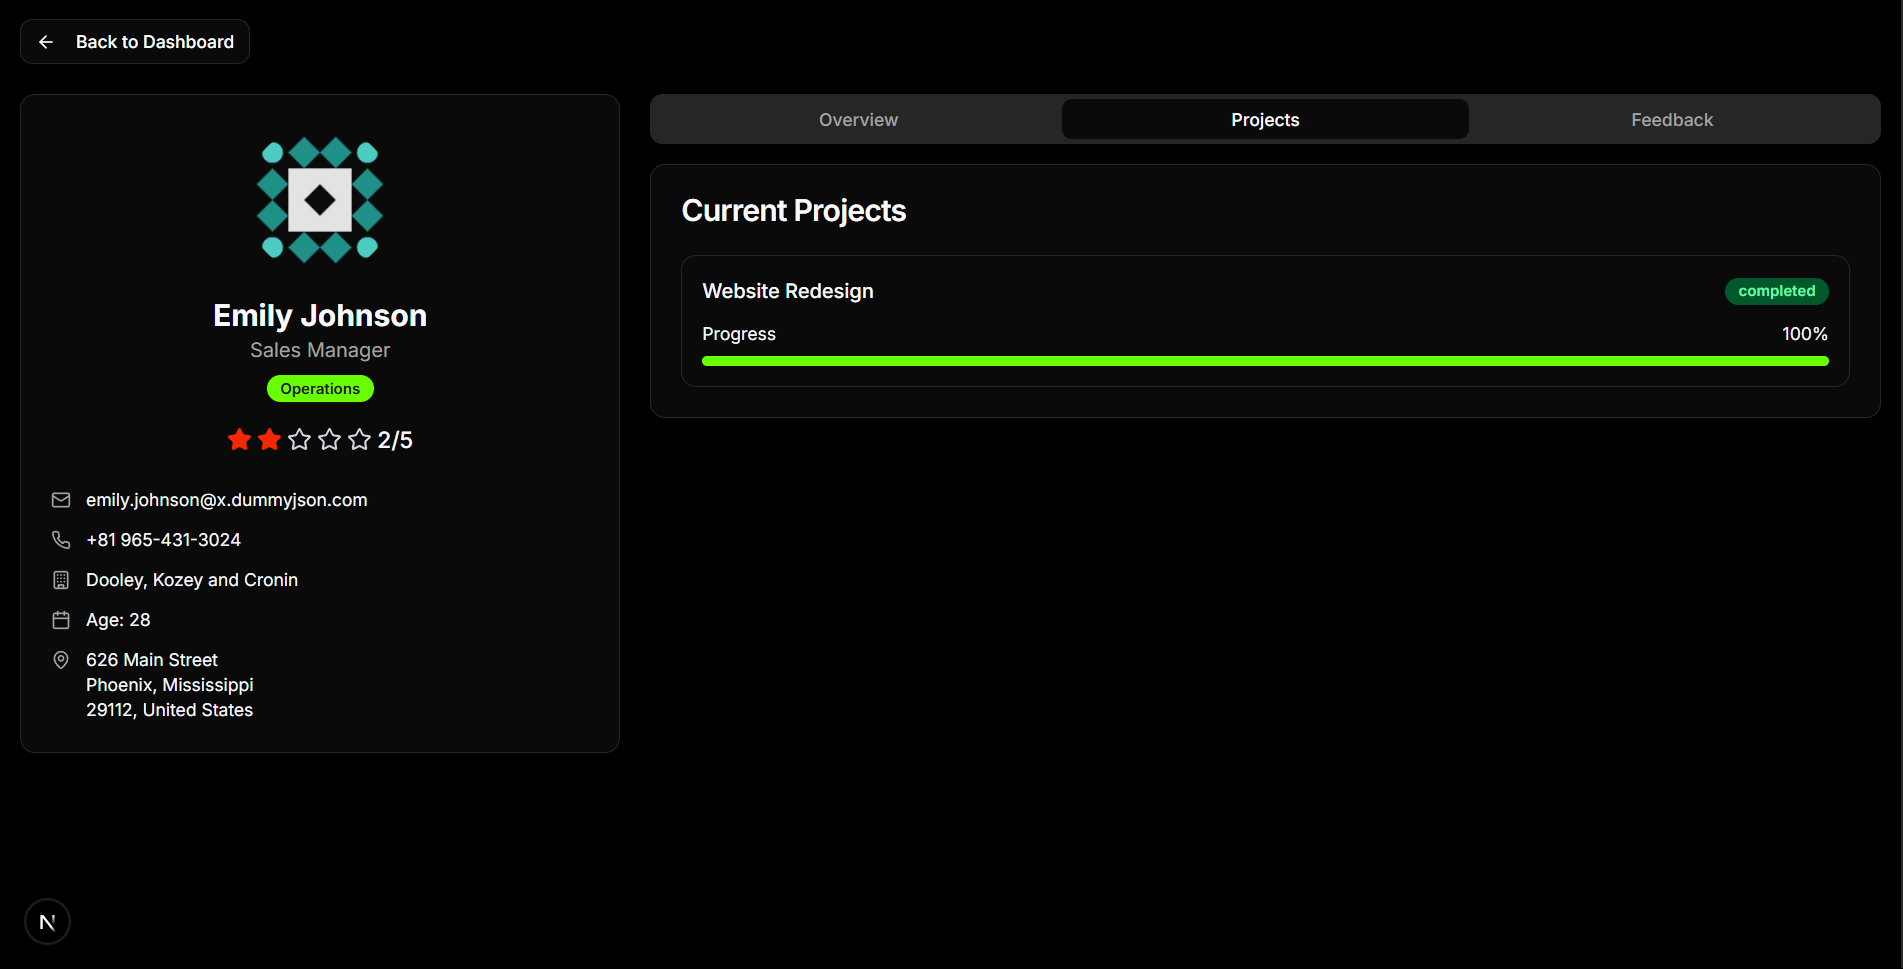 Back to Dashboard
Emily Johnson
Sales Manager
Operations
2/5
emily.johnson@x.dummyjson.com
+81 965-431-3024
Dooley, Kozey and Cronin
Age: 28
626 Main Street
Phoenix, Mississippi
29112, United States
Overview
Projects
Feedback
Current Projects
Website Redesign
completed
Progress
100%
N